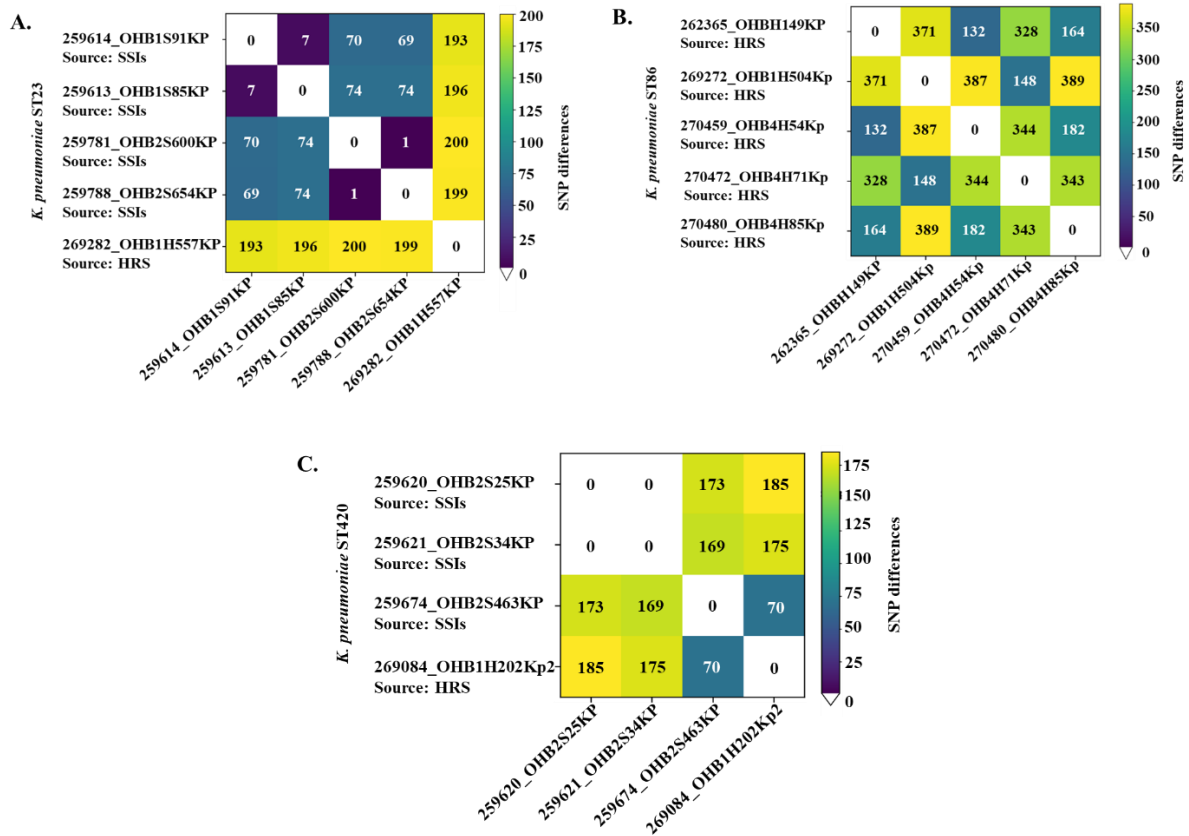 A.
K. pneumoniae ST23
259614_OHB1S91KP
Source: SSIs
0 7 70 69 193
259613_OHB1S85KP
Source: SSIs
7 0 74 74 196
259781_OHB2S600KP
Source: SSIs
70 74 0 1 200
259788_OHB2S654KP
Source: SSIs
69 74 1 0 199
269282_OHB1H557KP
Source: HRS
193 196 200 199 0
259614_OHB1S91KP
259613_OHB1S85KP
259781_OHB2S600KP
259788_OHB2S654KP
269282_OHB1H557KP
200
175
150
125
100
75
50
25
0
SNP differences
B.
K. pneumoniae ST86
262365_OHBH149KP
Source: HRS
0 371 132 328 164
269272_OHB1H504Kp
Source: HRS
371 0 387 148 389
270459_OHB4H54Kp
Source: HRS
132 387 0 344 182
270472_OHB4H71Kp
Source: HRS
328 148 344 0 343
270480_OHB4H85Kp
Source: HRS
164 389 182 343 0
262365_OHBH149KP
269272_OHB1H504Kp
270459_OHB4H54Kp
270472_OHB4H71Kp
270480_OHB4H85Kp
350
300
250
200
150
100
50
0
SNP differences
C.
K. pneumoniae ST420
259620_OHB2S25KP
Source: SSIs
0 0 173 185
259621_OHB2S34KP
Source: SSIs
0 0 169 175
259674_OHB2S463KP
Source: SSIs
173 169 0 70
269084_OHB1H202Kp2
Source: HRS
185 175 70 0
259620_OHB2S25KP
259621_OHB2S34KP
259674_OHB2S463KP
269084_OHB1H202Kp2
175
150
125
100
75
50
25
0
SNP differences